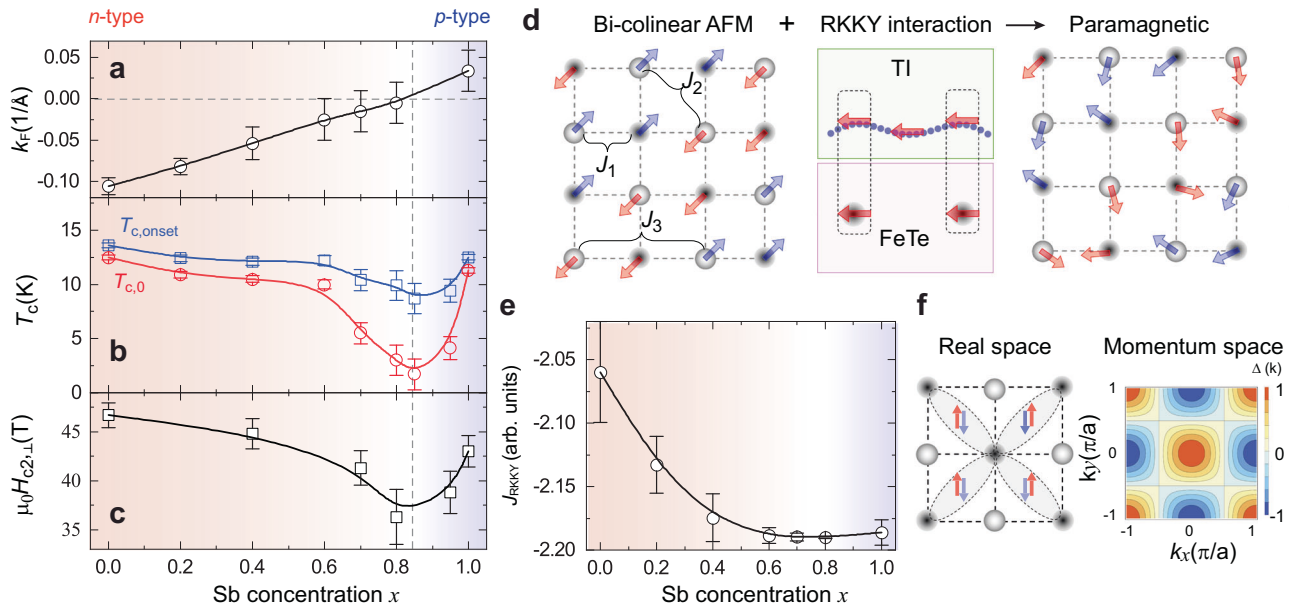 n-type
p-type
a
k_F(1/Å)
0.05
0.00
-0.05
-0.10
b
T_c(K)
15
10
5
0
T_c,onset
T_c,0
c
μ₀H_c2,⊥(T)
45
40
35
0.0 0.2 0.4 0.6 0.8 1.0
Sb concentration x
d
Bi-colinear AFM + RKKY interaction Paramagnetic
J₂
J₁
J₃
TI
FeTe
e
J_RKKY (arb. units)
-2.05
-2.10
-2.15
-2.20
0.0 0.2 0.4 0.6 0.8 1.0
Sb concentration x
f
Real space
Momentum space
Δ (k)
k_y(π/a)
1
0
-1
-1 0 1
k_x(π/a)
1
0
-1